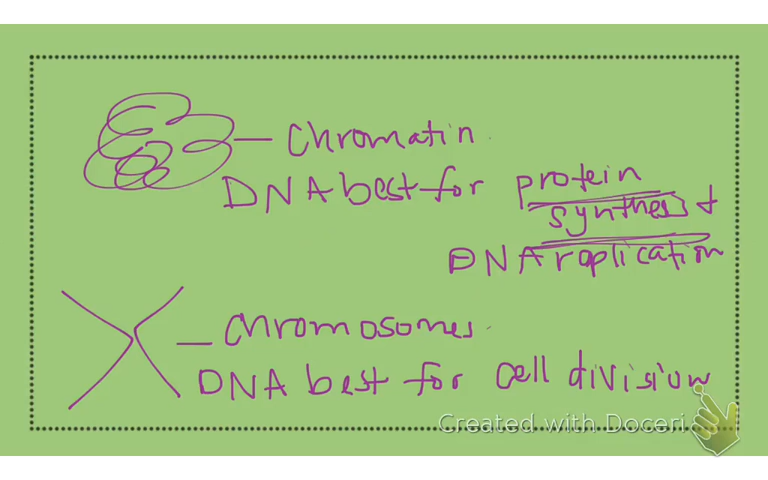 Chromatin
DNA best for protein
synthesis +
DNA replication
Chromosomes
DNA best for cell division
Created with Doceri